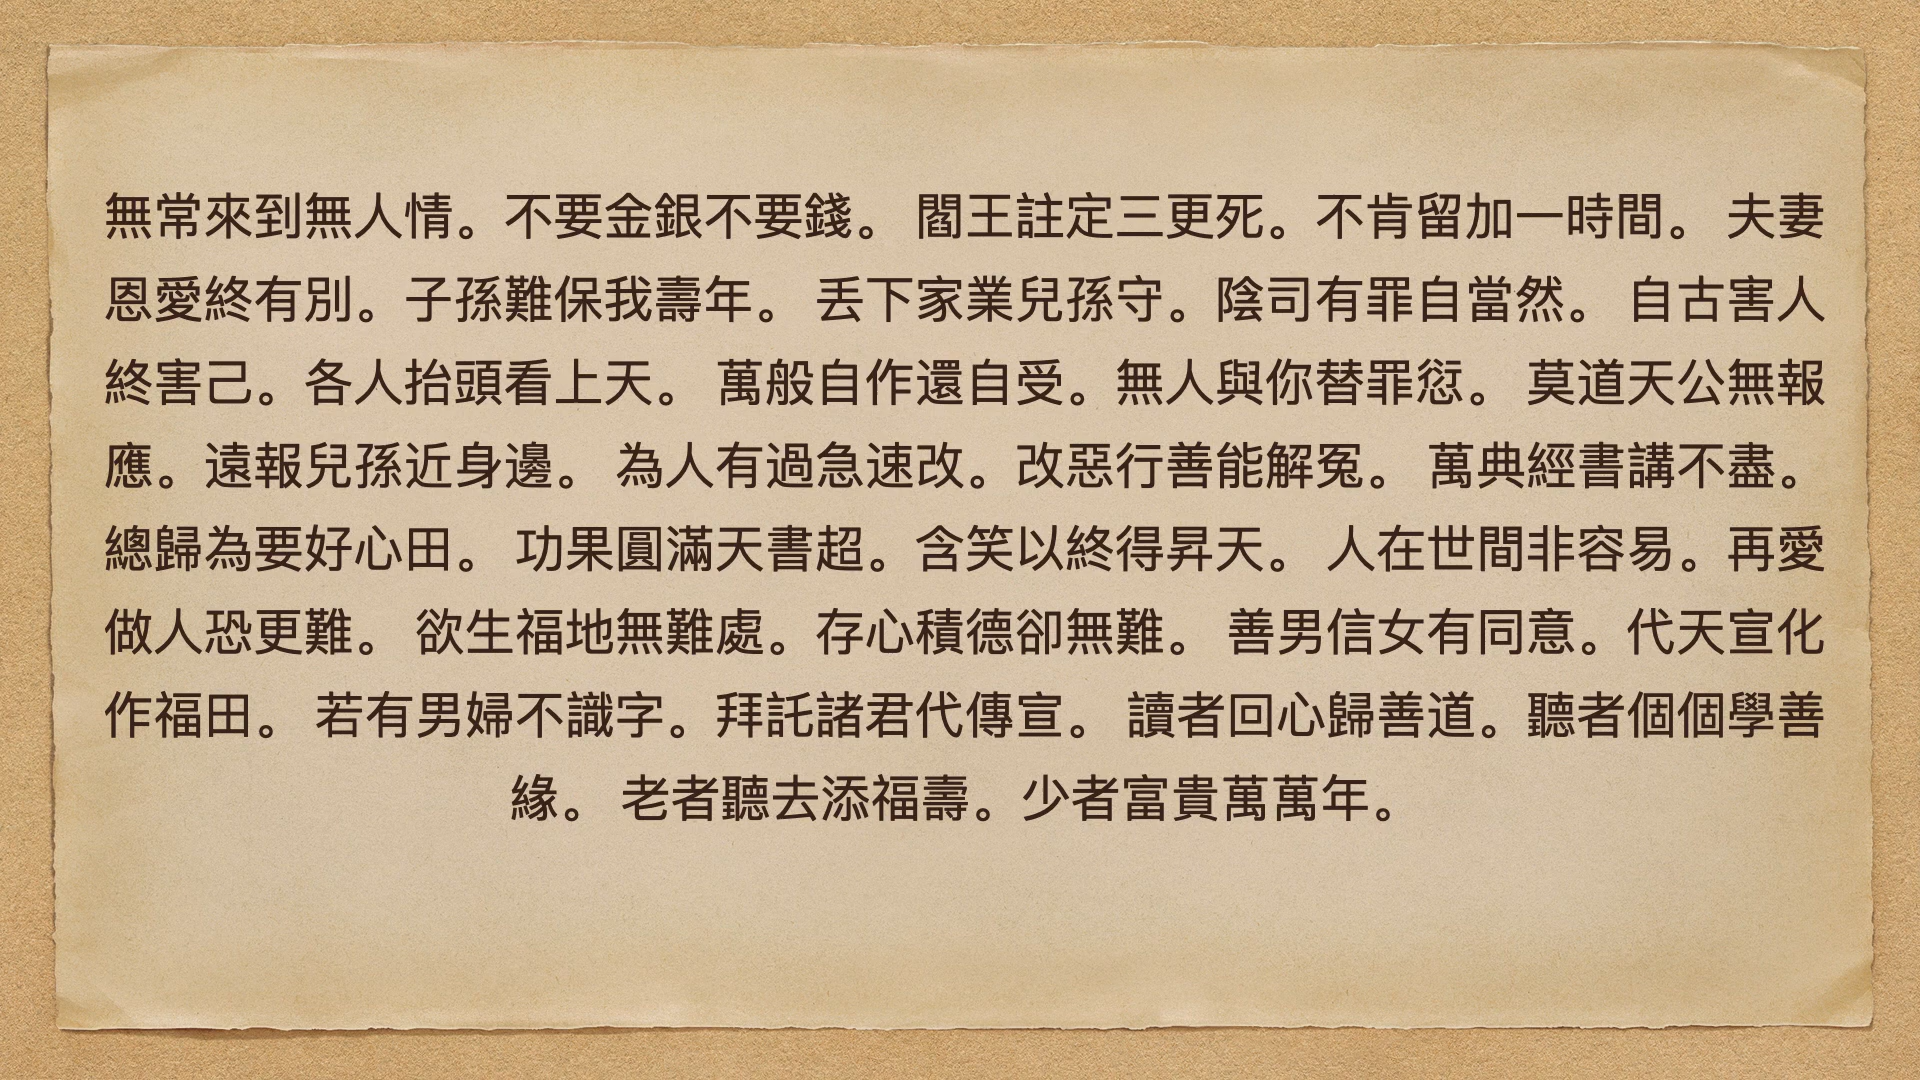 無常來到無人情。不要金銀不要錢。 閻王註定三更死。不肯留加一時間。 夫妻
恩愛終有別。子孫難保我壽年。 丢下家業兒孫守。陰司有罪自當然。 自古害人
終害己。各人抬頭看上天。 萬般自作還自受。無人與你替罪愆。 莫道天公無報
應。遠報兒孫近身邊。 為人有過急速改。改惡行善能解冤。 萬典經書講不盡。
總歸為要好心田。 功果圓滿天書超。含笑以終得昇天。 人在世間非容易。再愛
做人恐更難。 欲生福地無難處。存心積德卻無難。 善男信女有同意。代天宣化
作福田。 若有男婦不識字。拜託諸君代傳宣。 讀者回心歸善道。聽者個個學善
緣。 老者聽去添福壽。少者富貴萬萬年。